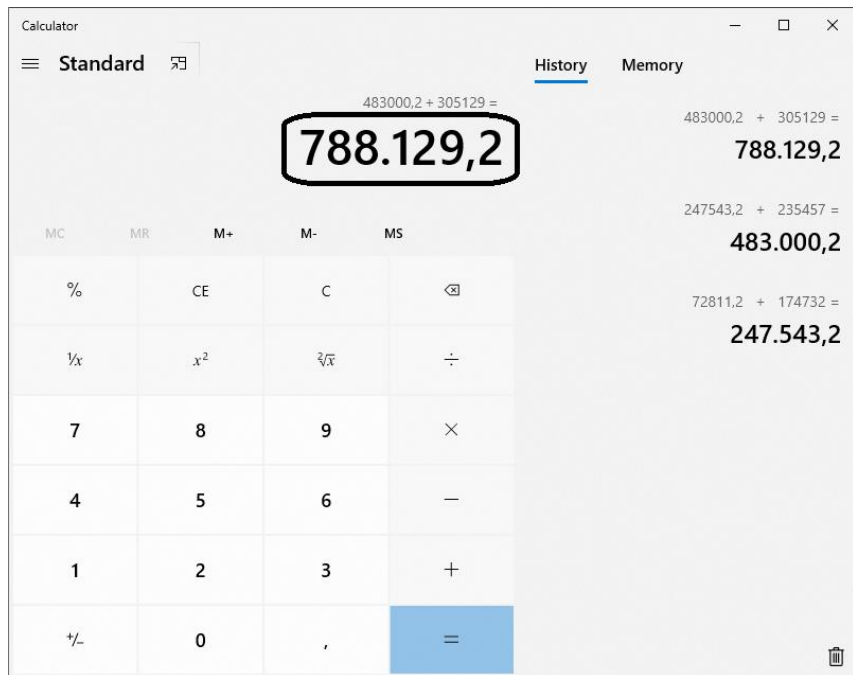 Calculator
Standard
History Memory
483000,2 + 305129 =
788.129,2
483000,2 + 305129 =
788.129,2
247543,2 + 235457 =
483.000,2
72811,2 + 174732 =
247.543,2
MC MR M+ M- MS
% CE C
⅟x x² ²√x ÷
7 8 9 ×
4 5 6 −
1 2 3 +
+/− 0 , =